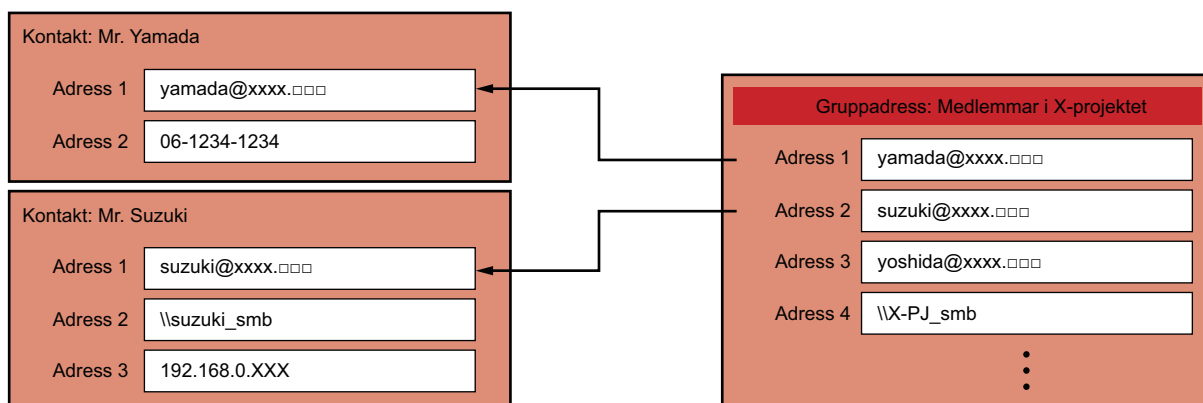 Kontakt: Mr. Yamada
Adress 1 yamada@xxxx.□□□
Adress 2 06-1234-1234
Kontakt: Mr. Suzuki
Adress 1 suzuki@xxxx.□□□
Adress 2 \\suzuki_smb
Adress 3 192.168.0.XXX
Gruppadress: Medlemmar i X-projektet
Adress 1 yamada@xxxx.□□□
Adress 2 suzuki@xxxx.□□□
Adress 3 yoshida@xxxx.□□□
Adress 4 \\X-PJ_smb